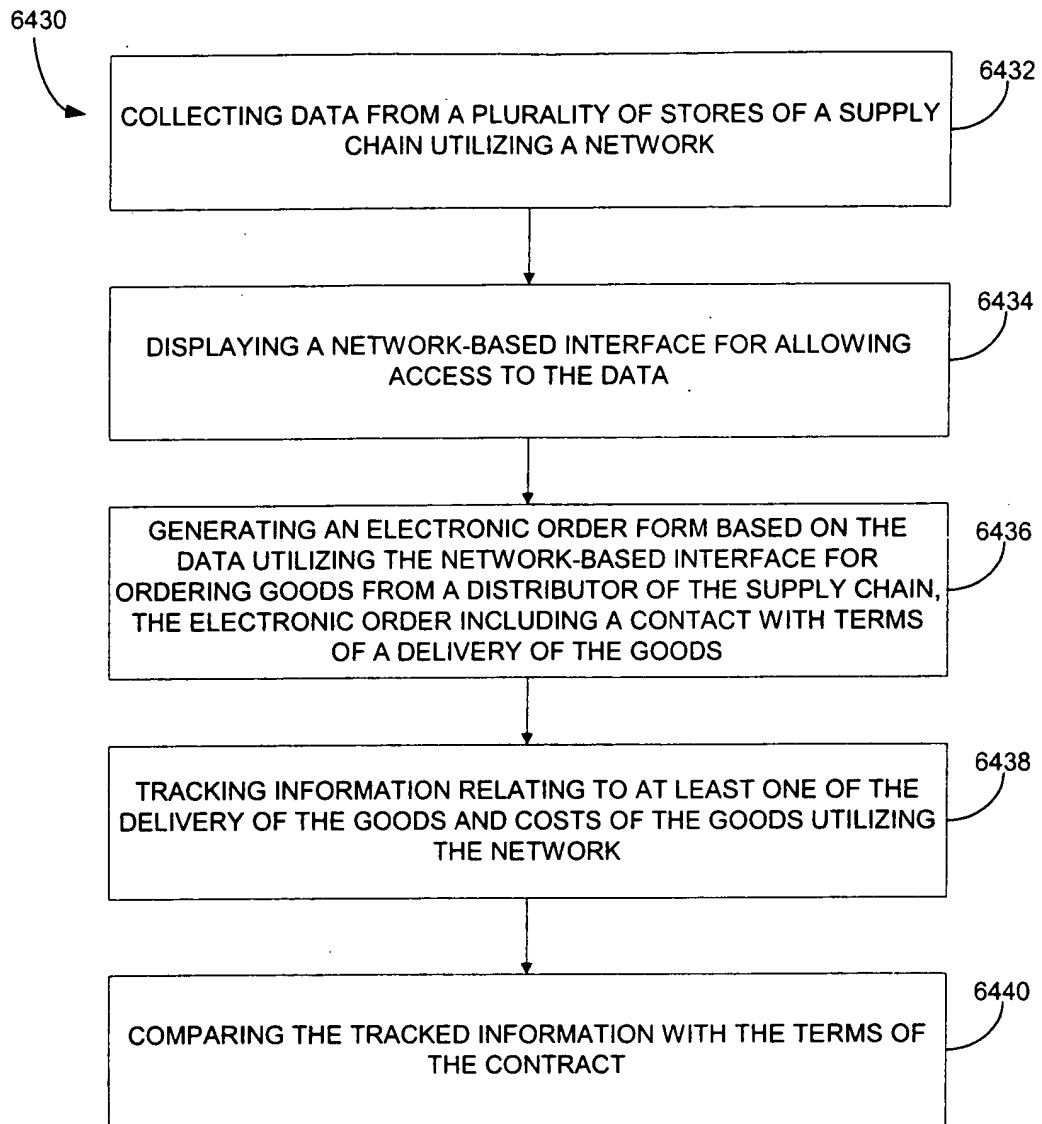 6430
6432
COLLECTING DATA FROM A PLURALITY OF STORES OF A SUPPLY
CHAIN UTILIZING A NETWORK
6434
DISPLAYING A NETWORK-BASED INTERFACE FOR ALLOWING
ACCESS TO THE DATA
6436
GENERATING AN ELECTRONIC ORDER FORM BASED ON THE
DATA UTILIZING THE NETWORK-BASED INTERFACE FOR
ORDERING GOODS FROM A DISTRIBUTOR OF THE SUPPLY CHAIN,
THE ELECTRONIC ORDER INCLUDING A CONTACT WITH TERMS
OF A DELIVERY OF THE GOODS
6438
TRACKING INFORMATION RELATING TO AT LEAST ONE OF THE
DELIVERY OF THE GOODS AND COSTS OF THE GOODS UTILIZING
THE NETWORK
6440
COMPARING THE TRACKED INFORMATION WITH THE TERMS OF
THE CONTRACT